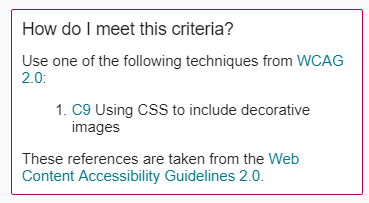 How do I meet this criteria?
Use one of the following techniques from WCAG
2.0:
1. C9 Using CSS to include decorative
images
These references are taken from the Web
Content Accessibility Guidelines 2.0.